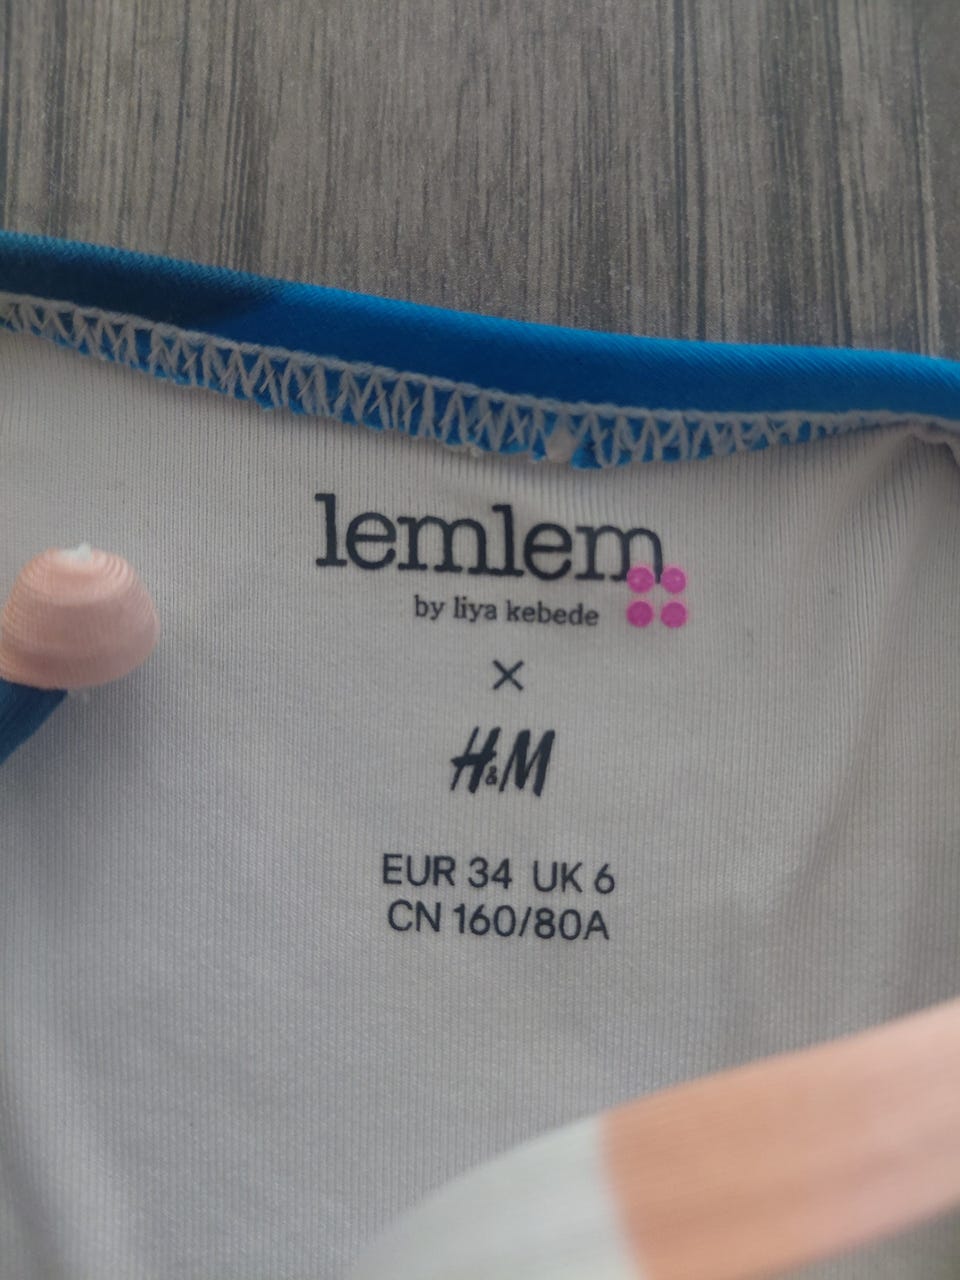 lemlem
by liya kebede
×
H&M
EUR 34 UK 6
CN 160/80A